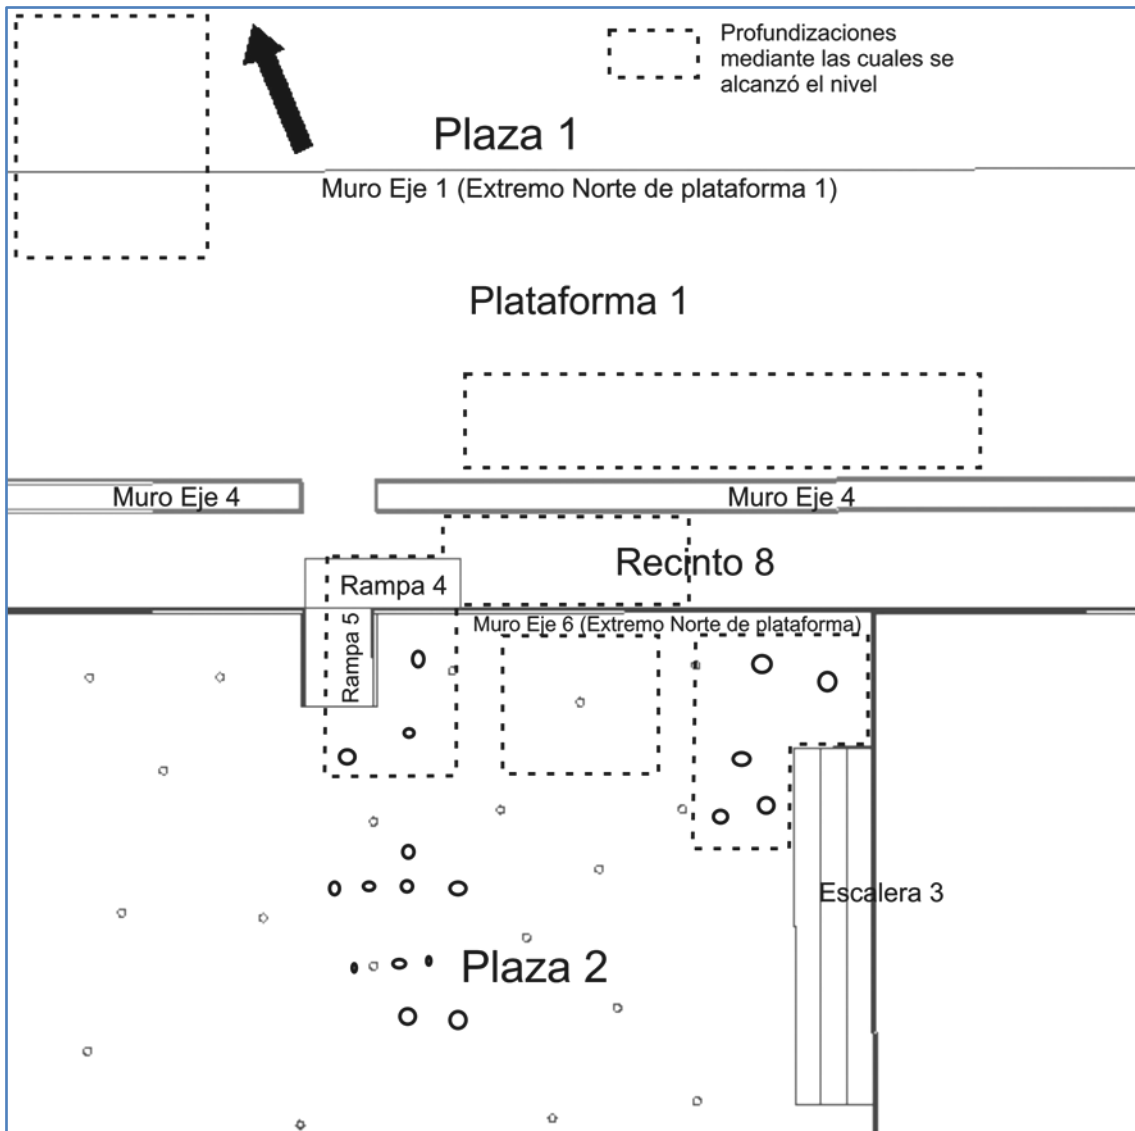 Profundizaciones
mediante las cuales se
alcanzó el nivel
Plaza 1
Muro Eje 1 (Extremo Norte de plataforma 1)
Plataforma 1
Muro Eje 4
Muro Eje 4
Recinto 8
Rampa 4
Muro Eje 6 (Extremo Norte de plataforma)
Rampa 5
Escalera 3
Plaza 2